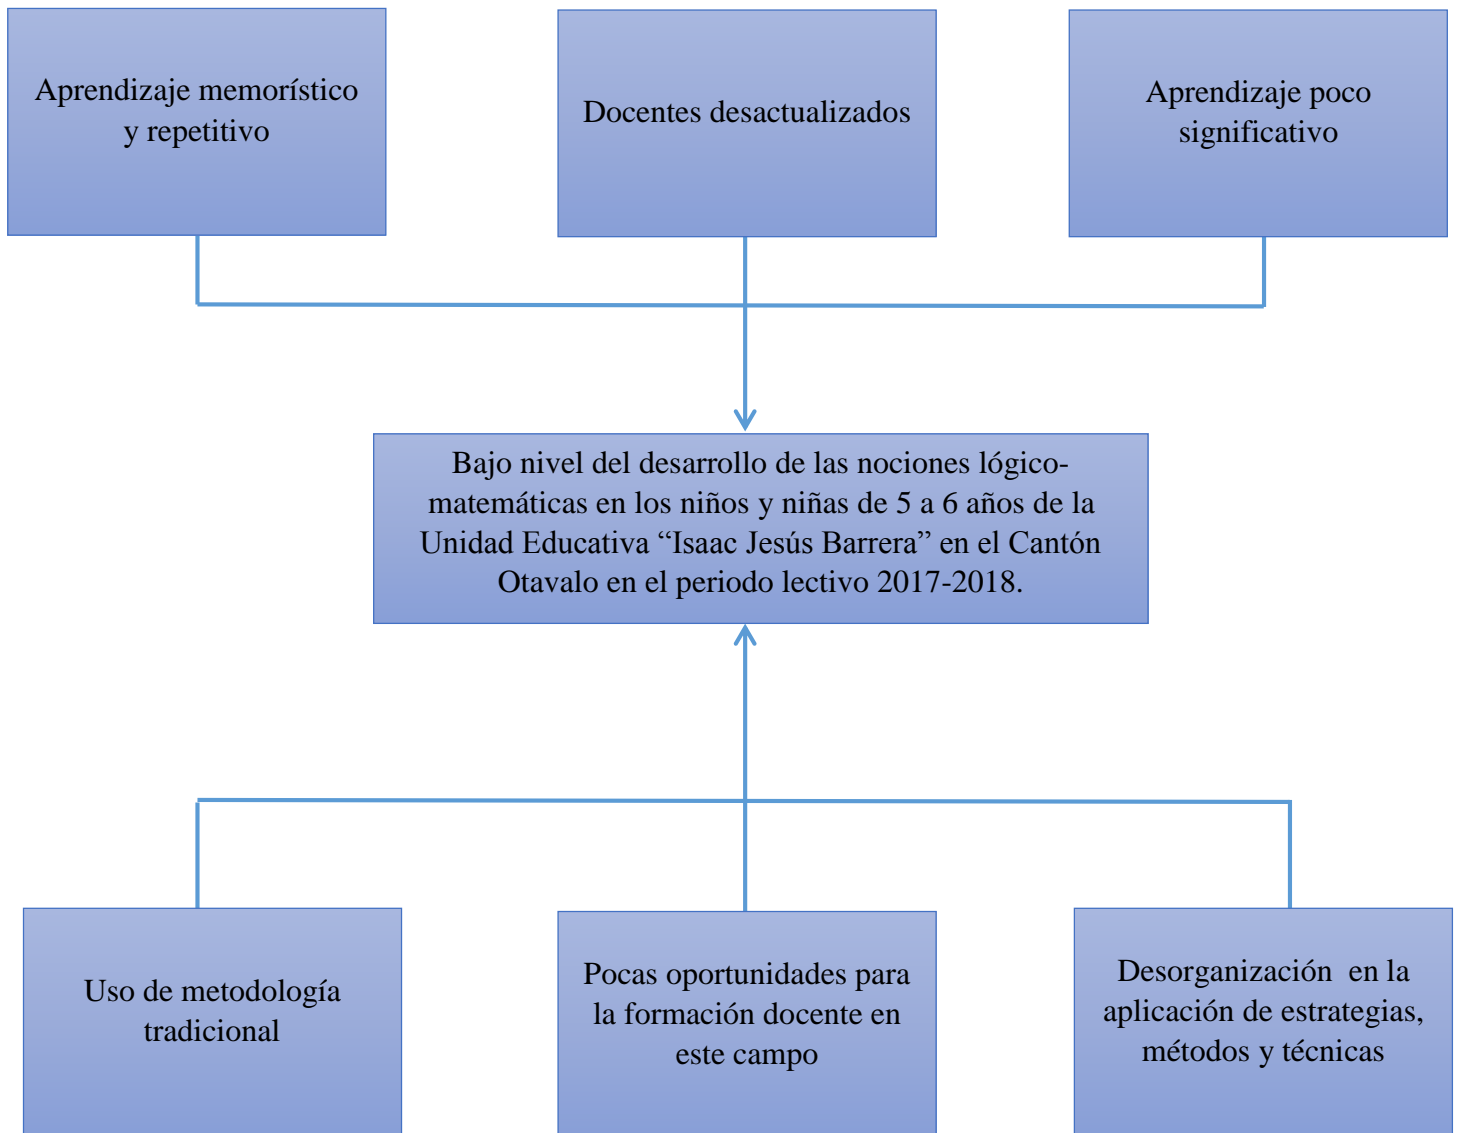 Aprendizaje memorístico
y repetitivo
Docentes desactualizados
Aprendizaje poco
significativo
Bajo nivel del desarrollo de las nociones lógico-
matemáticas en los niños y niñas de 5 a 6 años de la
Unidad Educativa “Isaac Jesús Barrera” en el Cantón
Otavalo en el periodo lectivo 2017-2018.
Uso de metodología
tradicional
Pocas oportunidades para
la formación docente en
este campo
Desorganización  en la
aplicación de estrategias,
métodos y técnicas